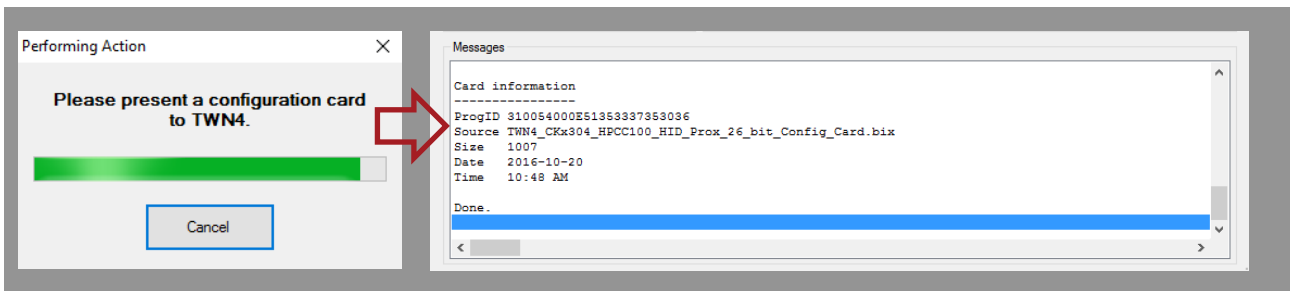 Performing Action
Please present a configuration card
to TWN4.
Cancel
Messages
Card information
----------------
ProgID 310054000E51353337353036
Source TWN4_CKx304_HPCC100_HID_Prox_26_bit_Config_Card.bix
Size 1007
Date 2016-10-20
Time 10:48 AM
Done.